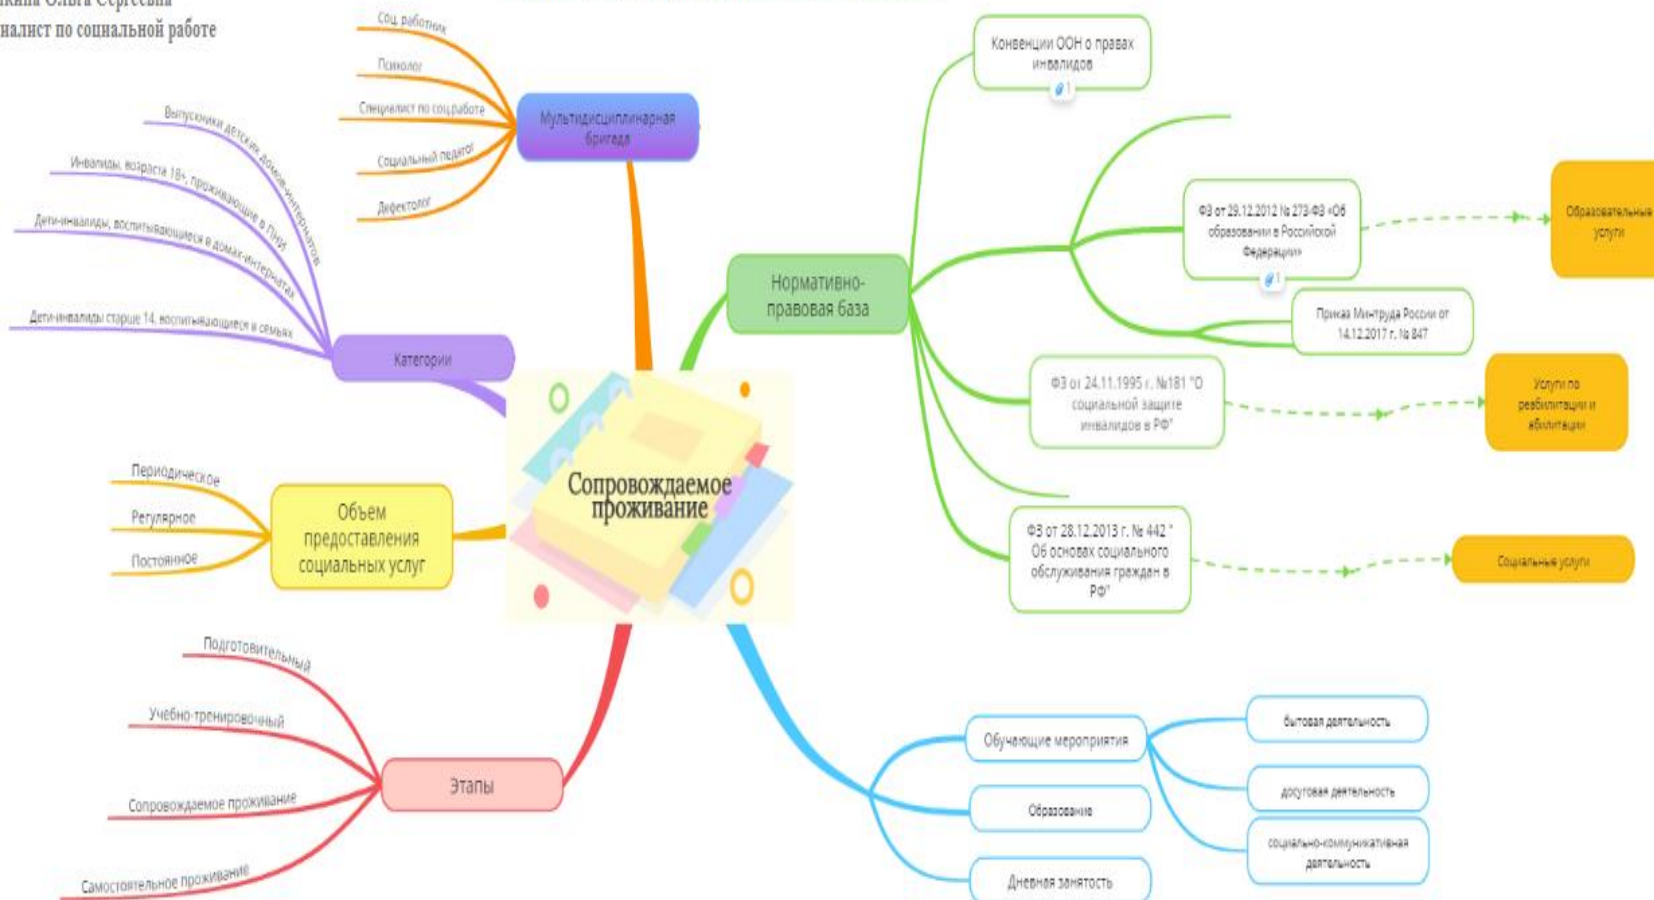 Ольга Сергеевна
по социальной работе
Соц. работник
Психолог
Специалист по соц.работе
Социальный педагог
Дефектолог
Мультидисциплинарная
бригада
Выпускники детских домов-интернатов
Инвалиды, возраста 18+, проживающие в ПНИ
Дети-инвалиды, воспитывающиеся в домах-интернатах
Дети-инвалиды старше 14, воспитывающиеся в семьях
Категории
Периодическое
Регулярное
Постоянное
Объем
предоставления
социальных услуг
Подготовительный
Учебно-тренировочный
Сопровождаемое проживание
Самостоятельное проживание
Этапы
Сопровождаемое
проживание
Нормативно-
правовая база
Конвенции ООН о правах
инвалидов
1
ФЗ от 29.12.2012 № 273-ФЗ «Об
образовании в Российской
Федерации»
1
Образовательные
услуги
Приказ Минтруда России от
14.12.2017 г. № 847
ФЗ от 24.11.1995 г. №181 "О
социальной защите
инвалидов в РФ"
Услуги по
реабилитации и
абилитации
ФЗ от 28.12.2013 г. № 442 "
Об основах социального
обслуживания граждан в
РФ"
Социальные услуги
Обучающие мероприятия
Образование
Дневная занятость
бытовая деятельность
досуговая деятельность
социально-коммуникативная
деятельность